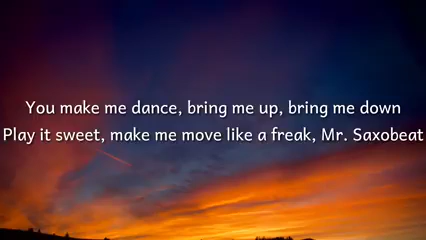 You make me dance, bring me up, bring me down
Play it sweet, make me move like a freak, Mr. Saxobeat